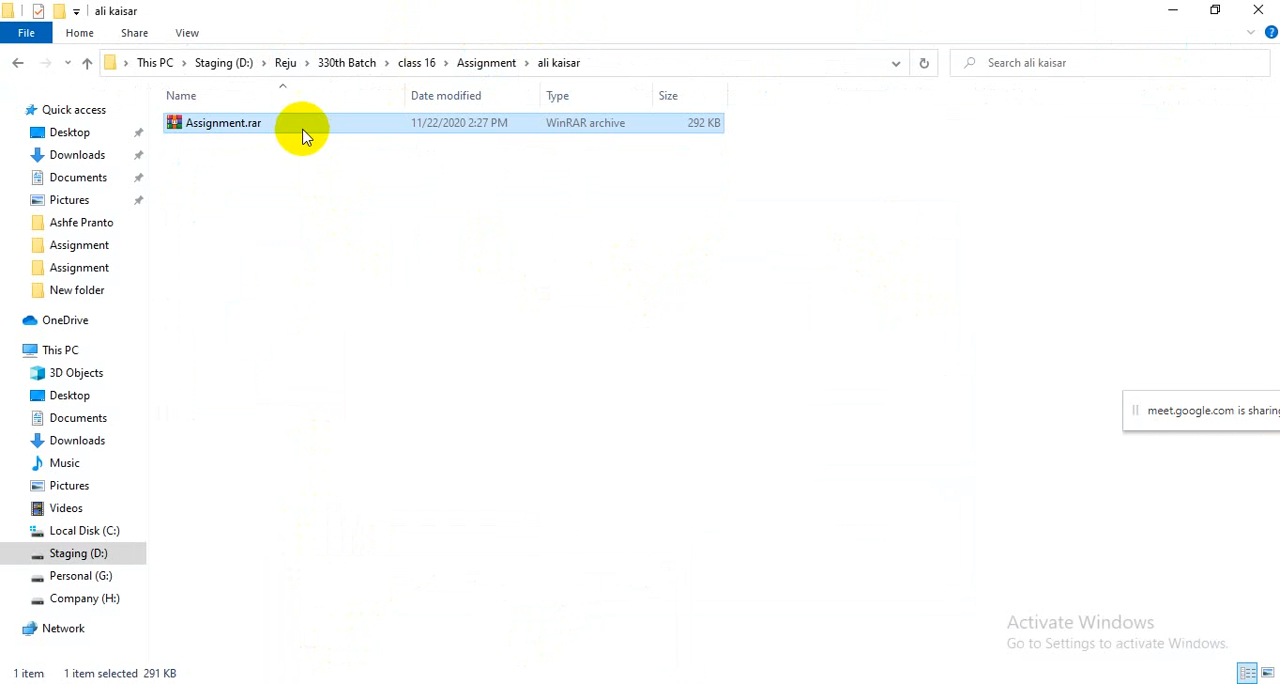 ali kaisar
File Home Share View
This PC Staging (D:) Reju 330th Batch class 16 Assignment ali kaisar
Search ali kaisar
Name Date modified Type Size
Assignment.rar 11/22/2020 2:27 PM WinRAR archive 292 KB
Quick access
Desktop
Downloads
Documents
Pictures
Ashfe Pranto
Assignment
Assignment
New folder
OneDrive
This PC
3D Objects
Desktop
Documents
Downloads
Music
Pictures
Videos
Local Disk (C:)
Staging (D:)
Personal (G:)
Company (H:)
Network
meet.google.com is sharing
Activate Windows
Go to Settings to activate Windows.
1 item 1 item selected 291 KB